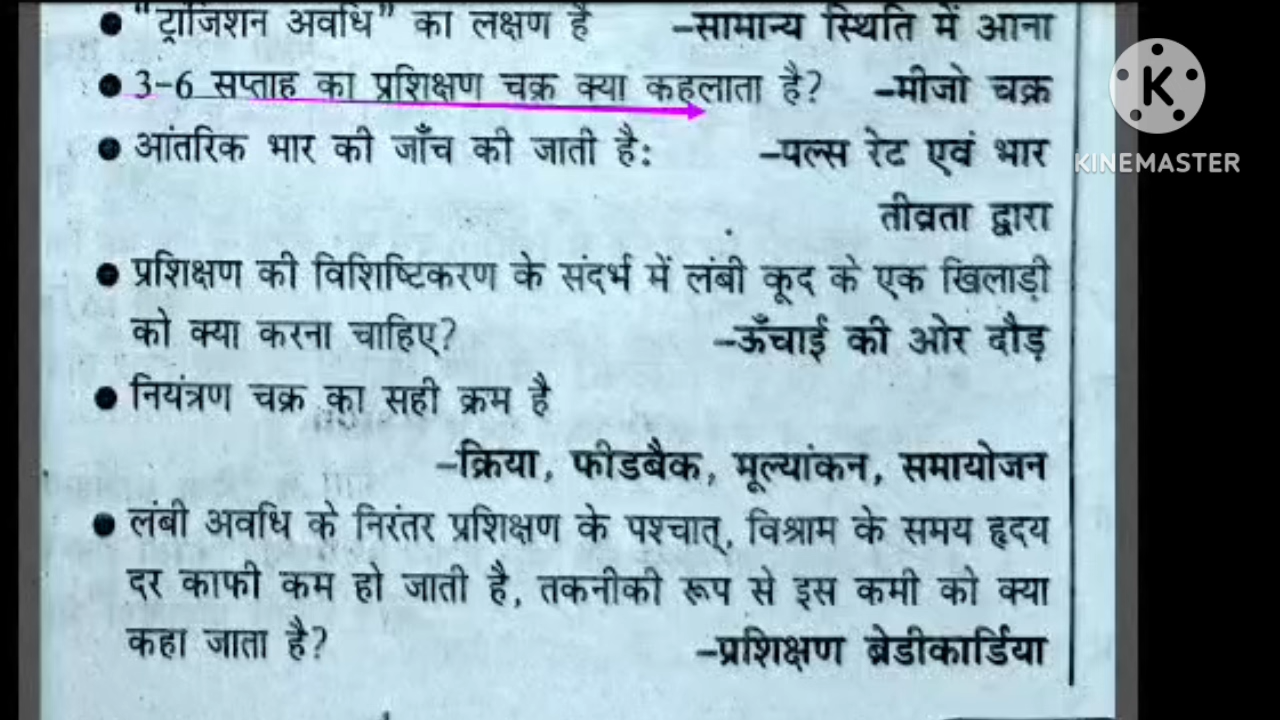 ● "ट्रांजिशन अवधि" का लक्षण है –सामान्य स्थिति में आना
● 3-6 सप्ताह का प्रशिक्षण चक्र क्या कहलाता है? –मीजो चक्र
● आंतरिक भार की जाँच की जाती है: –पल्स रेट एवं भार
तीव्रता द्वारा
● प्रशिक्षण की विशिष्टिकरण के संदर्भ में लंबी कूद के एक खिलाड़ी
को क्या करना चाहिए? –ऊँचाई की ओर दौड़
● नियंत्रण चक्र का सही क्रम है
–क्रिया, फीडबैक, मूल्यांकन, समायोजन
● लंबी अवधि के निरंतर प्रशिक्षण के पश्चात्, विश्राम के समय हृदय
दर काफी कम हो जाती है, तकनीकी रूप से इस कमी को क्या
कहा जाता है? –प्रशिक्षण ब्रेडीकार्डिया
K
KINEMASTER